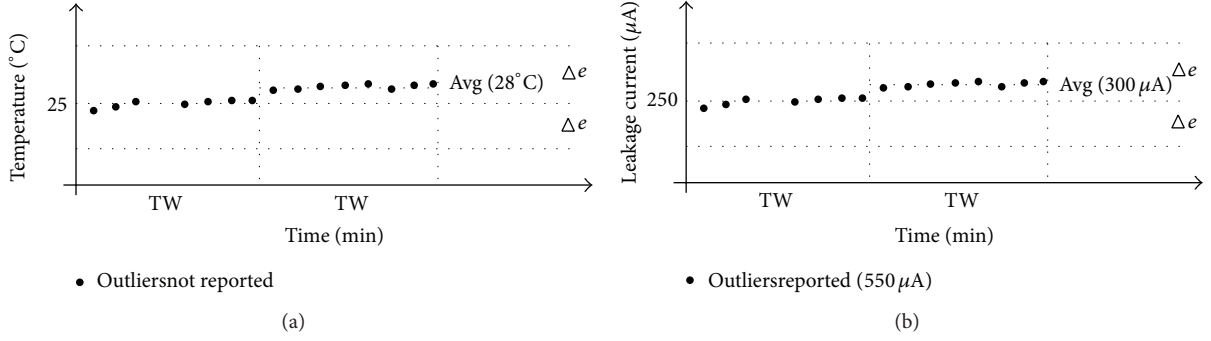 Temperature (°C)
25
Avg (28°C)
Δe
Δe
TW
TW
Time (min)
• Outliersnot reported
(a)
Leakage current (μA)
250
Avg (300 μA)
Δe
Δe
TW
TW
Time (min)
• Outliersreported (550 μA)
(b)